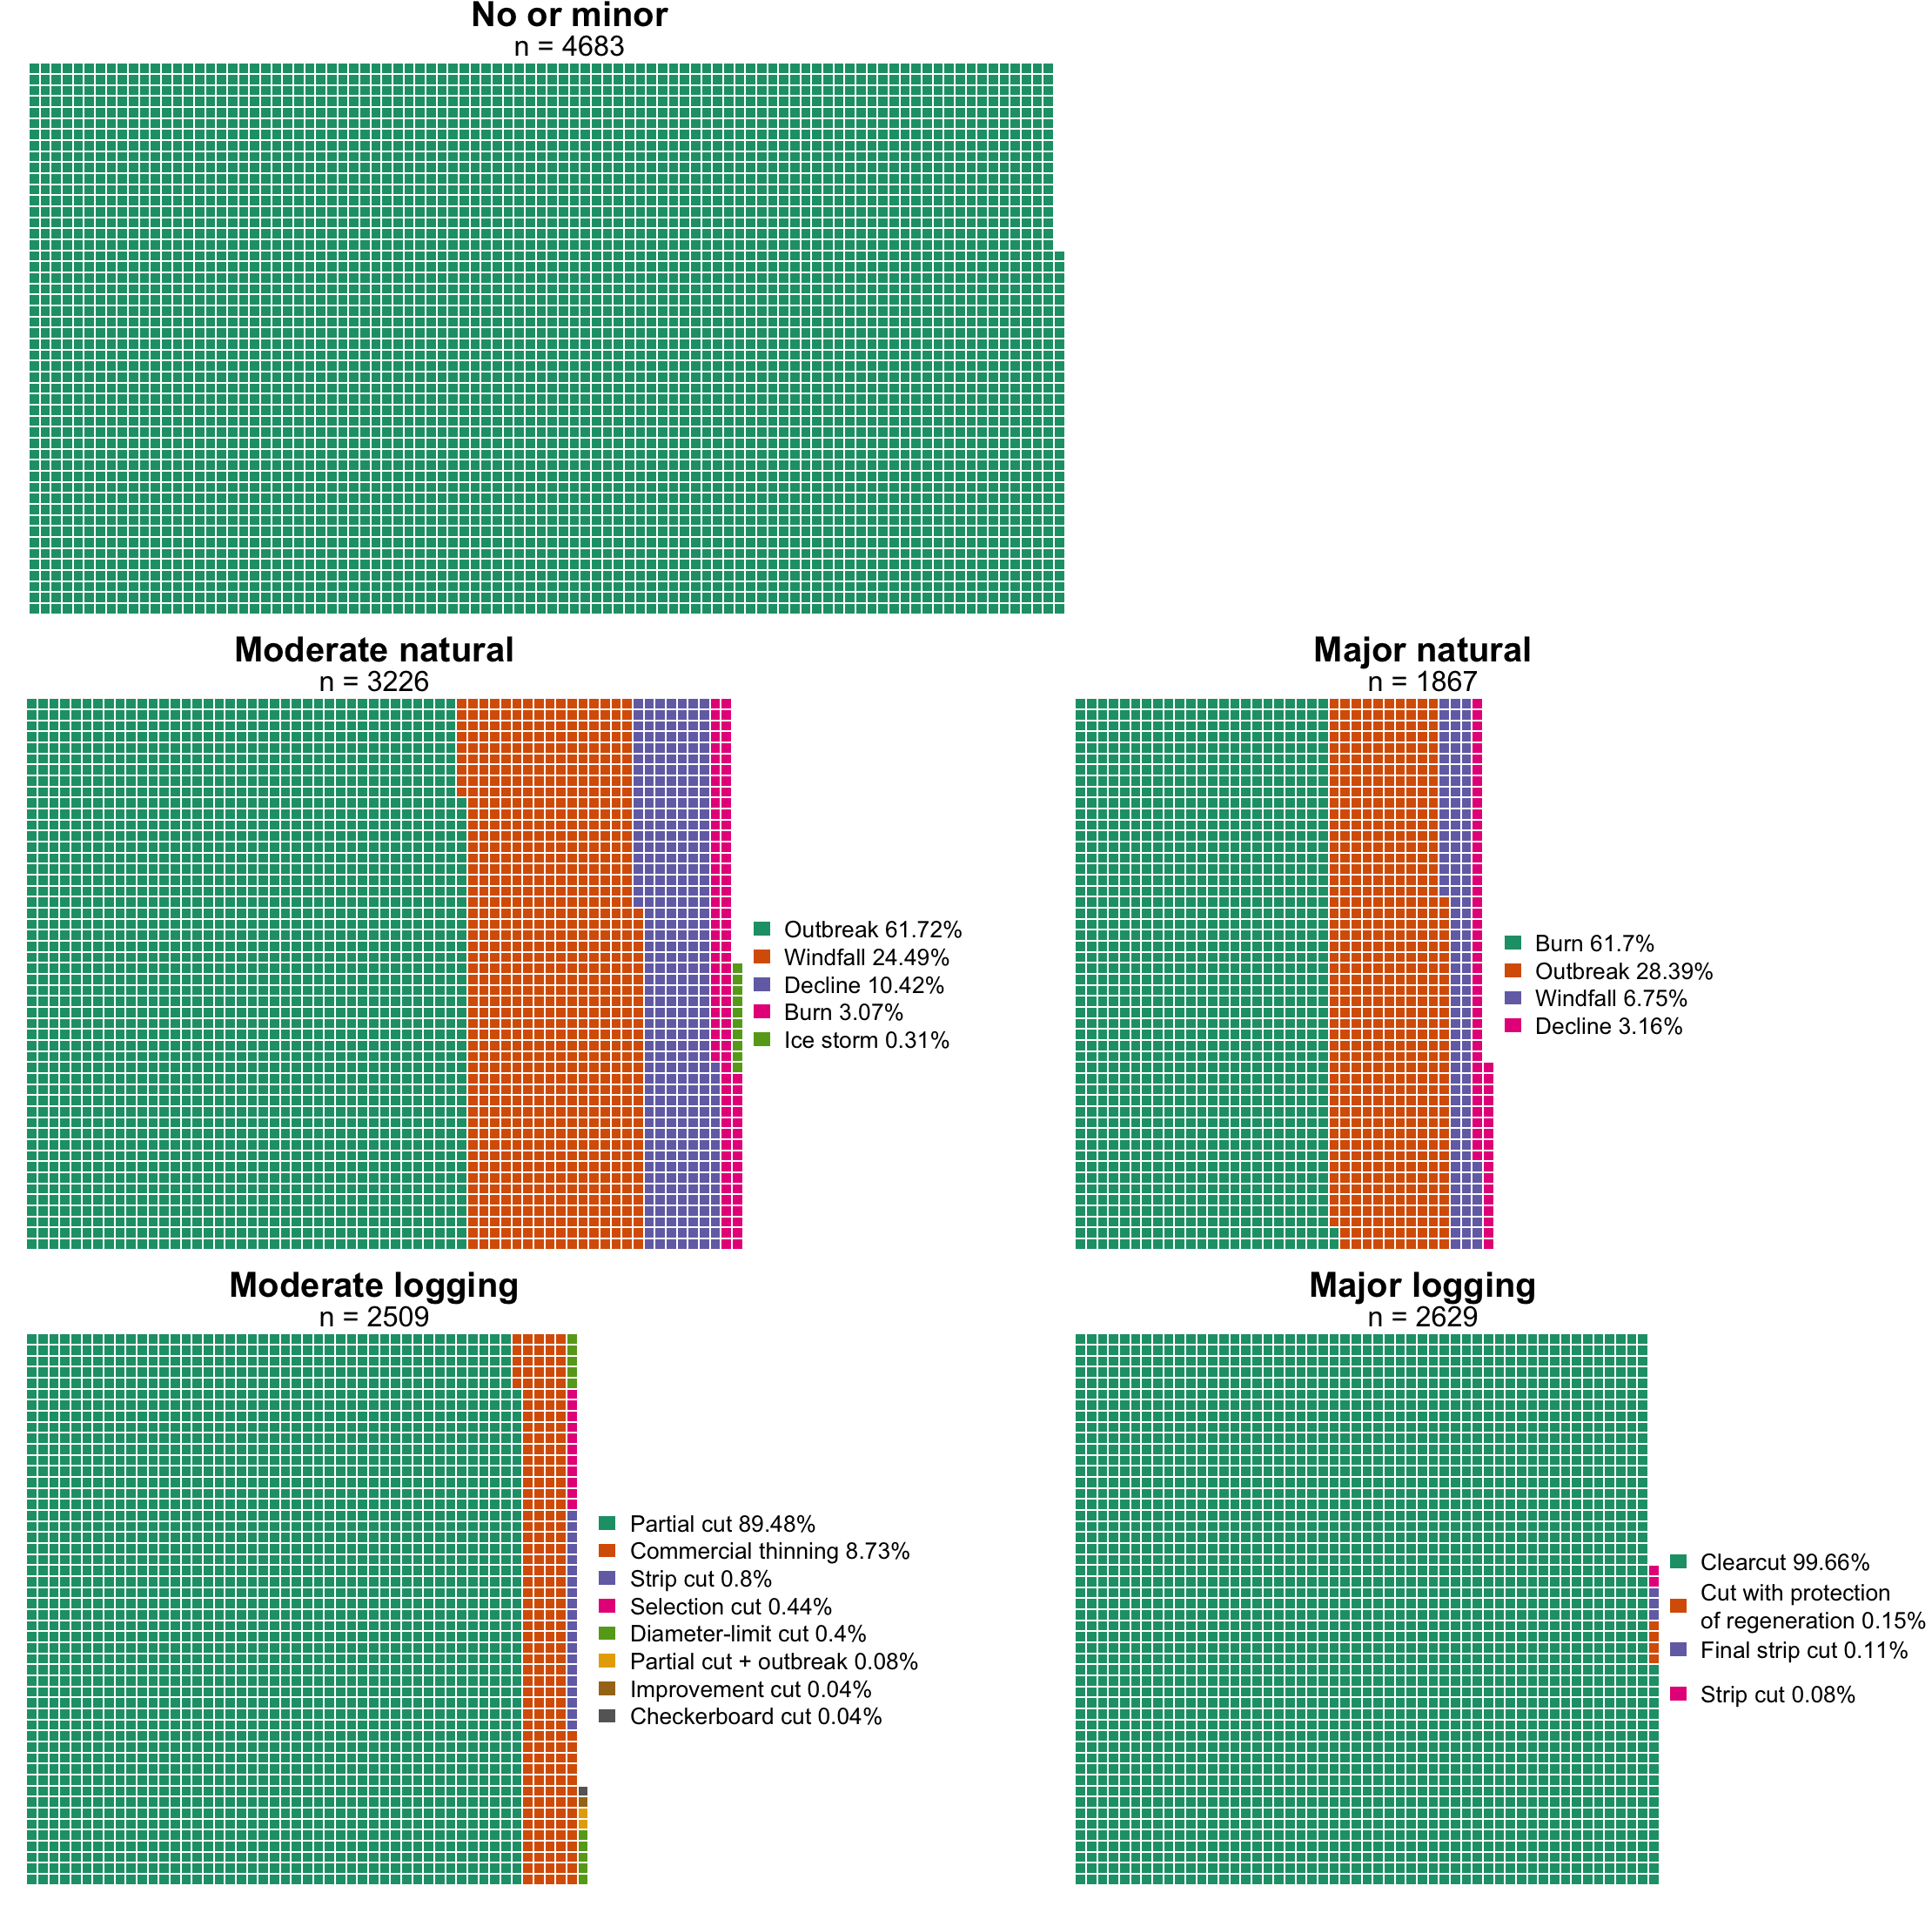 No or minor
n = 4683
Moderate natural
n = 3226
Outbreak 61.72%
Windfall 24.49%
Decline 10.42%
Burn 3.07%
Ice storm 0.31%
Major natural
n = 1867
Burn 61.7%
Outbreak 28.39%
Windfall 6.75%
Decline 3.16%
Moderate logging
n = 2509
Partial cut 89.48%
Commercial thinning 8.73%
Strip cut 0.8%
Selection cut 0.44%
Diameter-limit cut 0.4%
Partial cut + outbreak 0.08%
Improvement cut 0.04%
Checkerboard cut 0.04%
Major logging
n = 2629
Clearcut 99.66%
Cut with protection
of regeneration 0.15%
Final strip cut 0.11%
Strip cut 0.08%